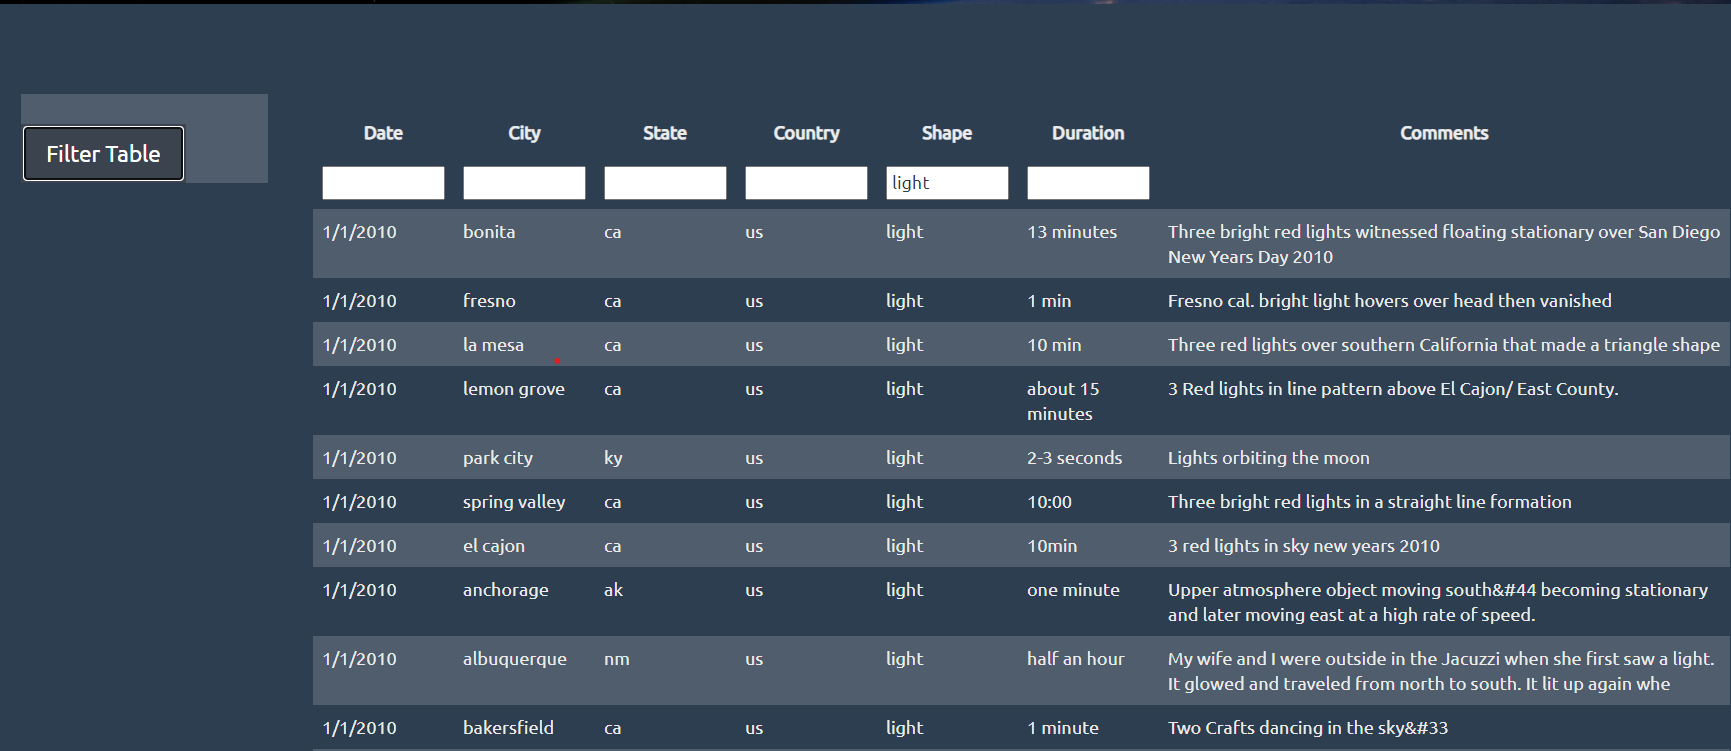 Filter Table
Date City State Country Shape Duration Comments
light
1/1/2010 bonita ca us light 13 minutes Three bright red lights witnessed floating stationary over San Diego
New Years Day 2010
1/1/2010 fresno ca us light 1 min Fresno cal. bright light hovers over head then vanished
1/1/2010 la mesa ca us light 10 min Three red lights over southern California that made a triangle shape
1/1/2010 lemon grove ca us light about 15 3 Red lights in line pattern above El Cajon/ East County.
minutes
1/1/2010 park city ky us light 2-3 seconds Lights orbiting the moon
1/1/2010 spring valley ca us light 10:00 Three bright red lights in a straight line formation
1/1/2010 el cajon ca us light 10min 3 red lights in sky new years 2010
1/1/2010 anchorage ak us light one minute Upper atmosphere object moving south&#44 becoming stationary
and later moving east at a high rate of speed.
1/1/2010 albuquerque nm us light half an hour My wife and I were outside in the Jacuzzi when she first saw a light.
It glowed and traveled from north to south. It lit up again whe
1/1/2010 bakersfield ca us light 1 minute Two Crafts dancing in the sky&#33